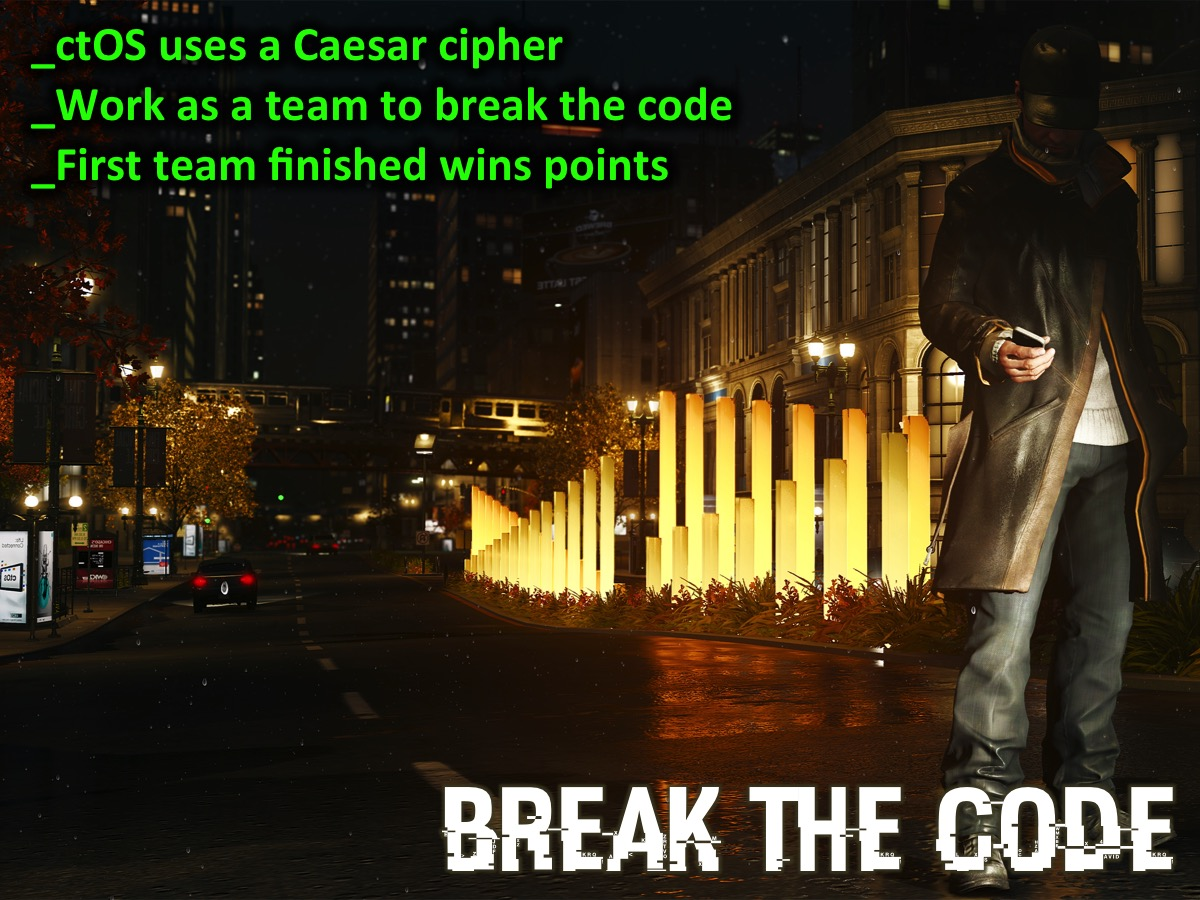 _ctOS uses a Caesar cipher
_Work as a team to break the code
_First team finished wins points
BREAK THE CODE